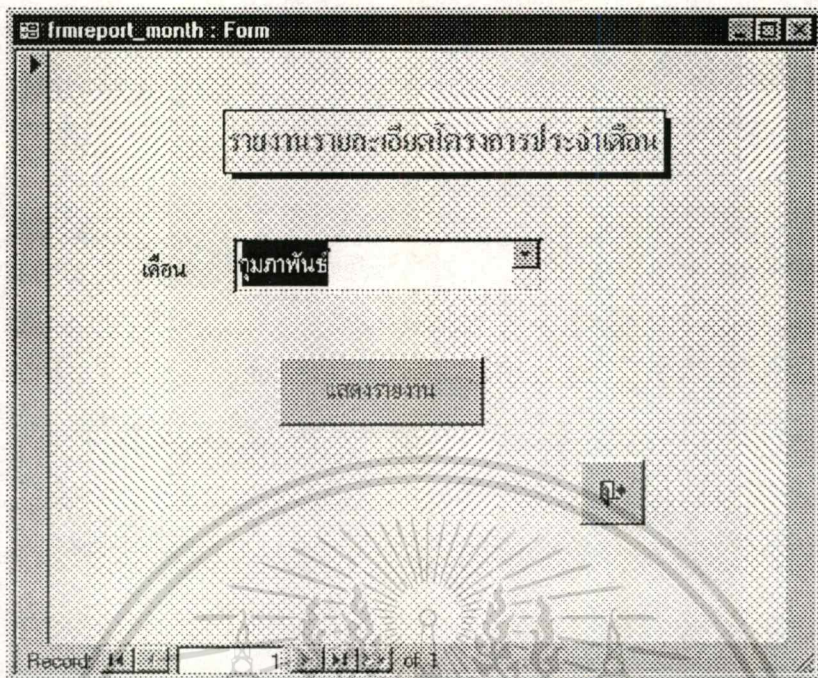 frmreport_month : Form
รายงานรายละเอียดโครงการประจำเดือน
เดือน กุมภาพันธ์
แสดงรายงาน
Record: 1 of 1